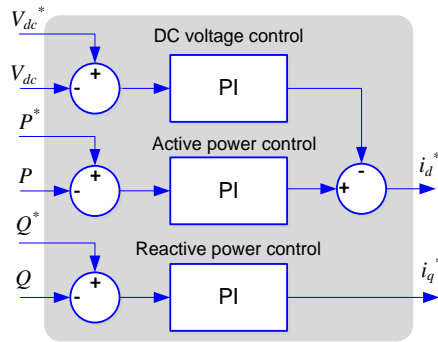 V_dc^*
DC voltage control
+
V_dc
-
PI
P^*
Active power control
-
+
P
-
PI
+
i_d^*
Q^*
Reactive power control
+
Q
-
PI
i_q^*